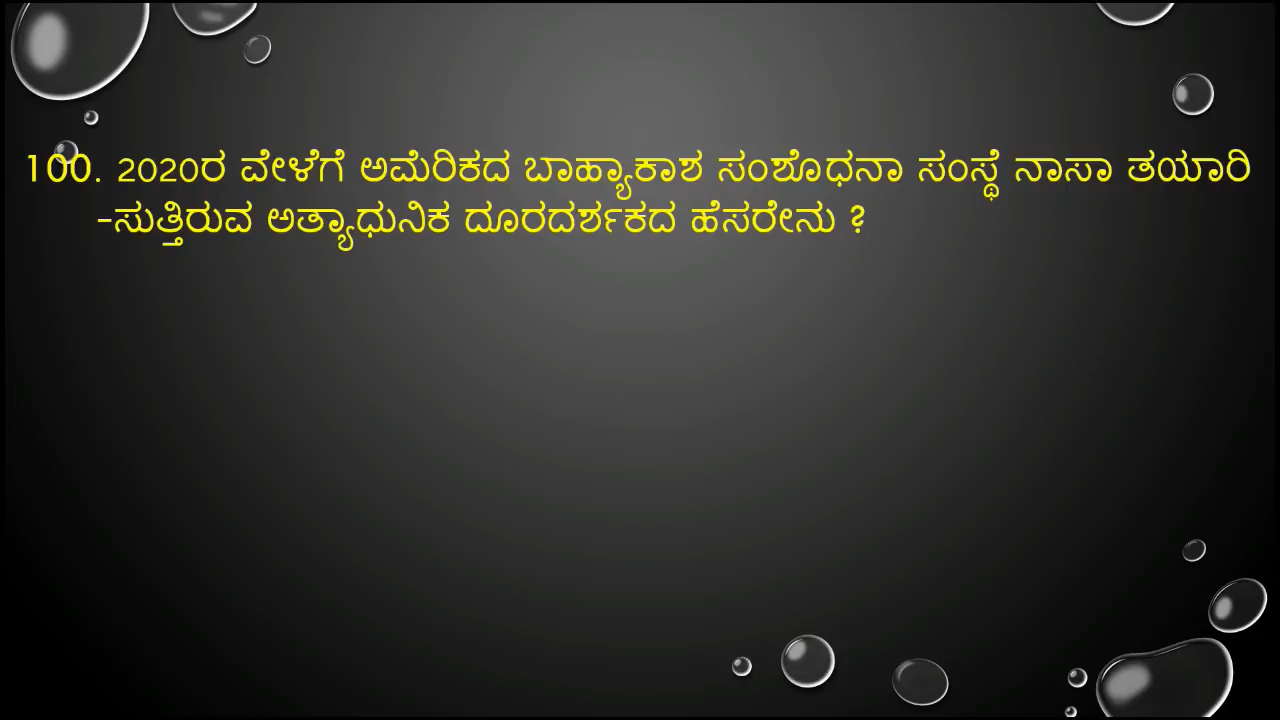 100. 2020ರ ವೇಳೆಗೆ ಅಮೆರಿಕದ ಬಾಹ್ಯಾಕಾಶ ಸಂಶೊಧನಾ ಸಂಸ್ಥೆ ನಾಸಾ ತಯಾರಿ
-ಸುತ್ತಿರುವ ಅತ್ಯಾಧುನಿಕ ದೂರದರ್ಶಕದ ಹೆಸರೇನು ?